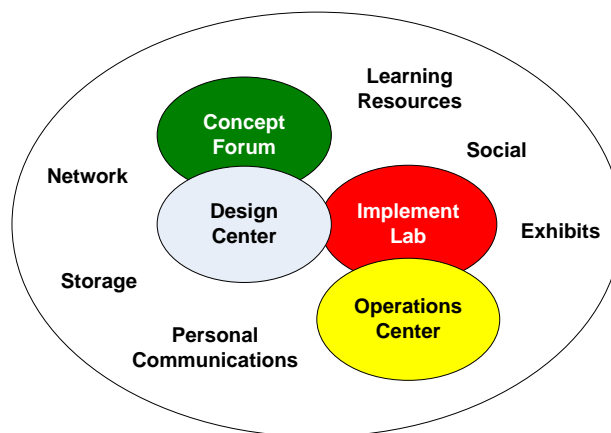 Learning
Resources
Concept
Forum
Social
Network
Design
Center
Implement
Lab
Exhibits
Storage
Operations
Center
Personal
Communications